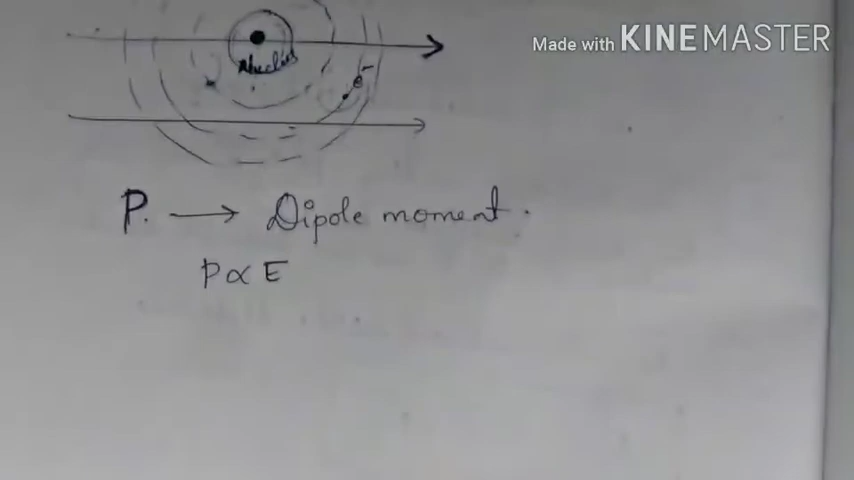 Made with KINEMASTER
Nucleus
e-
P. → Dipole moment.
P ∝ E